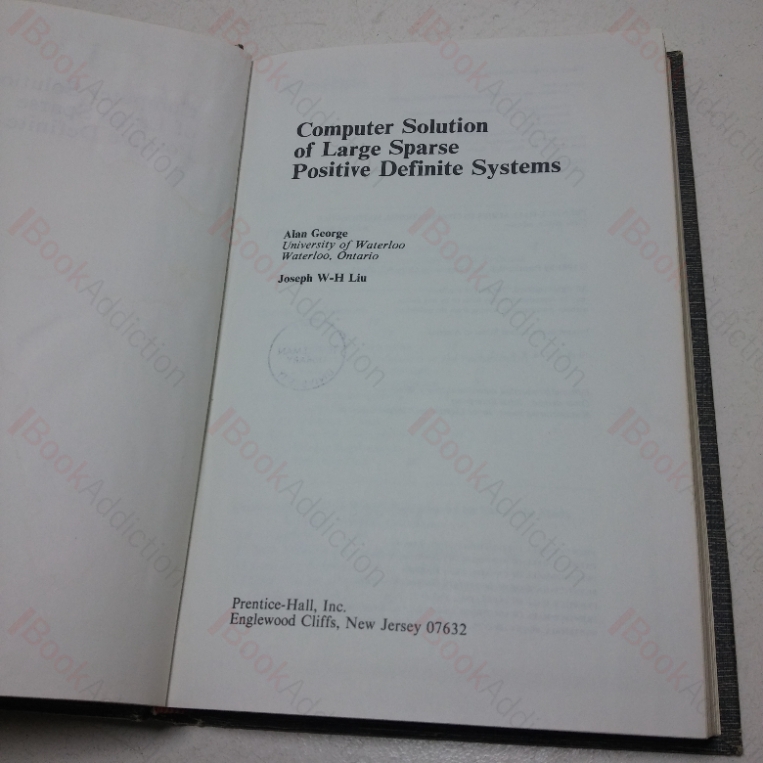 Computer Solution
of Large Sparse
Positive Definite Systems
Alan George
University of Waterloo
Waterloo, Ontario
Joseph W-H Liu
Prentice-Hall, Inc.
Englewood Cliffs, New Jersey 07632
BookAddiction